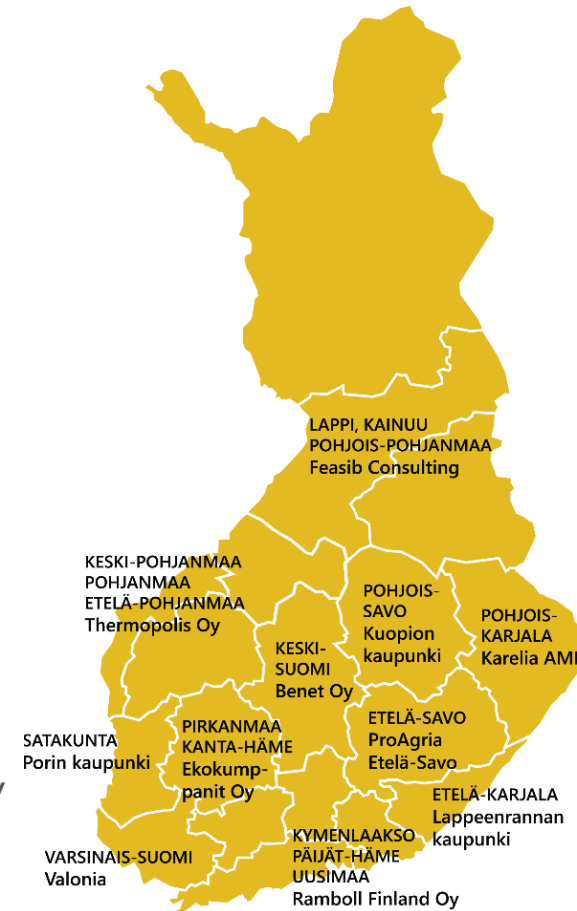 LAPPI, KAINUU
POHJOIS-POHJANMAA
Feasib Consulting
KESKI-POHJANMAA
POHJANMAA
ETELÄ-POHJANMAA
Thermopolis Oy
POHJOIS-
SAVO
Kuopion
kaupunki
POHJOIS-
KARJALA
Karelia AMK
KESKI-
SUOMI
Benet Oy
SATAKUNTA
Porin kaupunki
PIRKANMAA
KANTA-HÄME
Ekokump-
panit Oy
ETELÄ-SAVO
ProAgria
Etelä-Savo
ETELÄ-KARJALA
Lappeenrannan
kaupunki
VARSINAIS-SUOMI
Valonia
KYMENLAAKSO
PÄIJÄT-HÄME
UUSIMAA
Ramboll Finland Oy